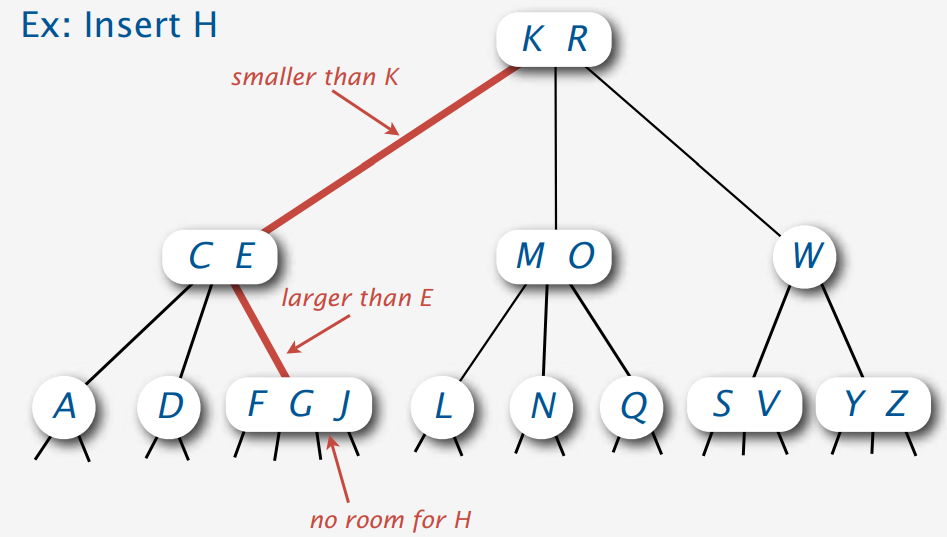 Ex: Insert H
K R
smaller than K
C E
M O
W
larger than E
A
D
F G J
L
N
Q
S V
Y Z
no room for H